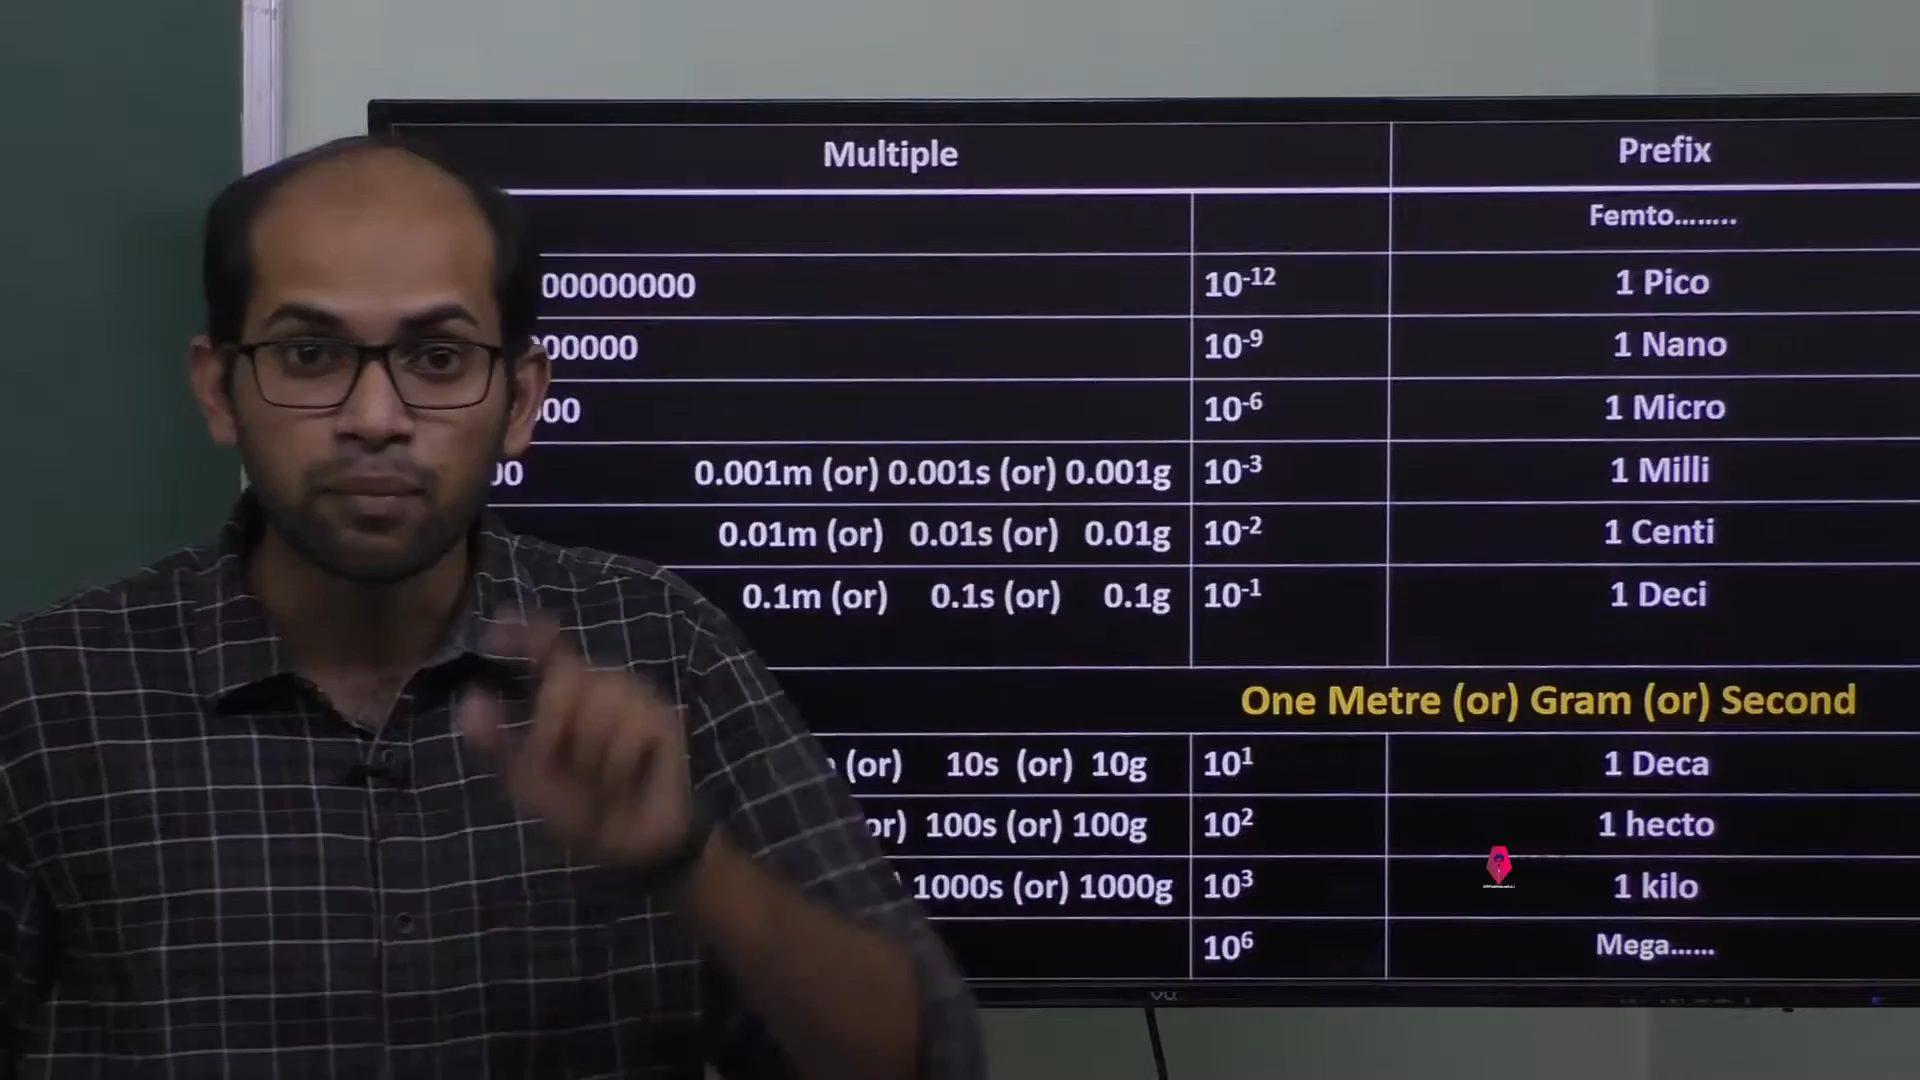 Multiple Prefix
Femto........
00000000 10-12 1 Pico
00000 10-9 1 Nano
00 10-6 1 Micro
00 0.001m (or) 0.001s (or) 0.001g 10-3 1 Milli
0.01m (or) 0.01s (or) 0.01g 10-2 1 Centi
0.1m (or) 0.1s (or) 0.1g 10-1 1 Deci
One Metre (or) Gram (or) Second
(or) 10s (or) 10g 10¹ 1 Deca
or) 100s (or) 100g 10² 1 hecto
1000s (or) 1000g 10³ 1 kilo
10⁶ Mega......